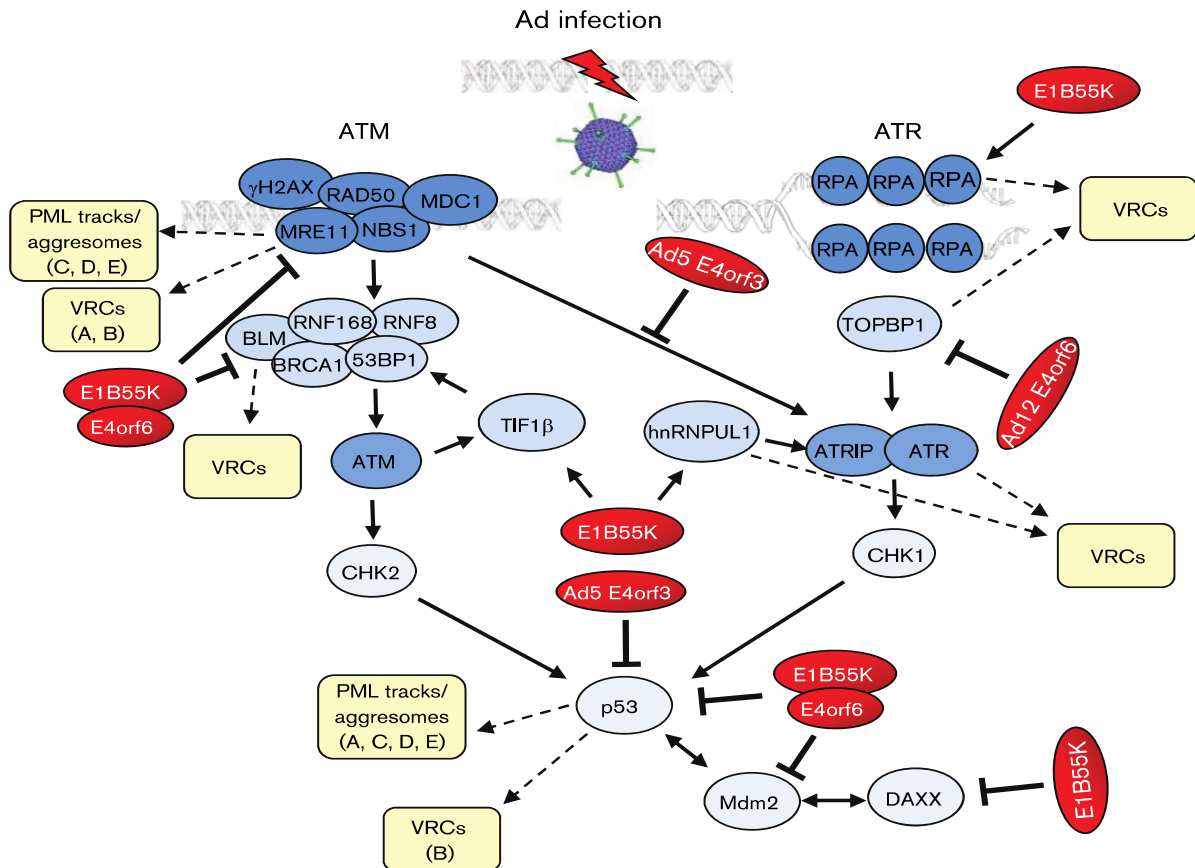 Ad infection
ATM
ATR
E1B55K
γH2AX
RAD50
MDC1
MRE11
NBS1
RPA
RPA
RPA
RPA
RPA
RPA
VRCs
PML tracks/
aggresomes
(C, D, E)
VRCs
(A, B)
Ad5 E4orf3
RNF168
RNF8
BLM
BRCA1
53BP1
TOPBP1
Ad12 E4orf6
E1B55K
E4orf6
VRCs
TIF1β
hnRNPUL1
ATM
ATRIP
ATR
E1B55K
VRCs
CHK2
CHK1
Ad5 E4orf3
PML tracks/
aggresomes
(A, C, D, E)
p53
E1B55K
E4orf6
Mdm2
DAXX
E1B55K
VRCs
(B)